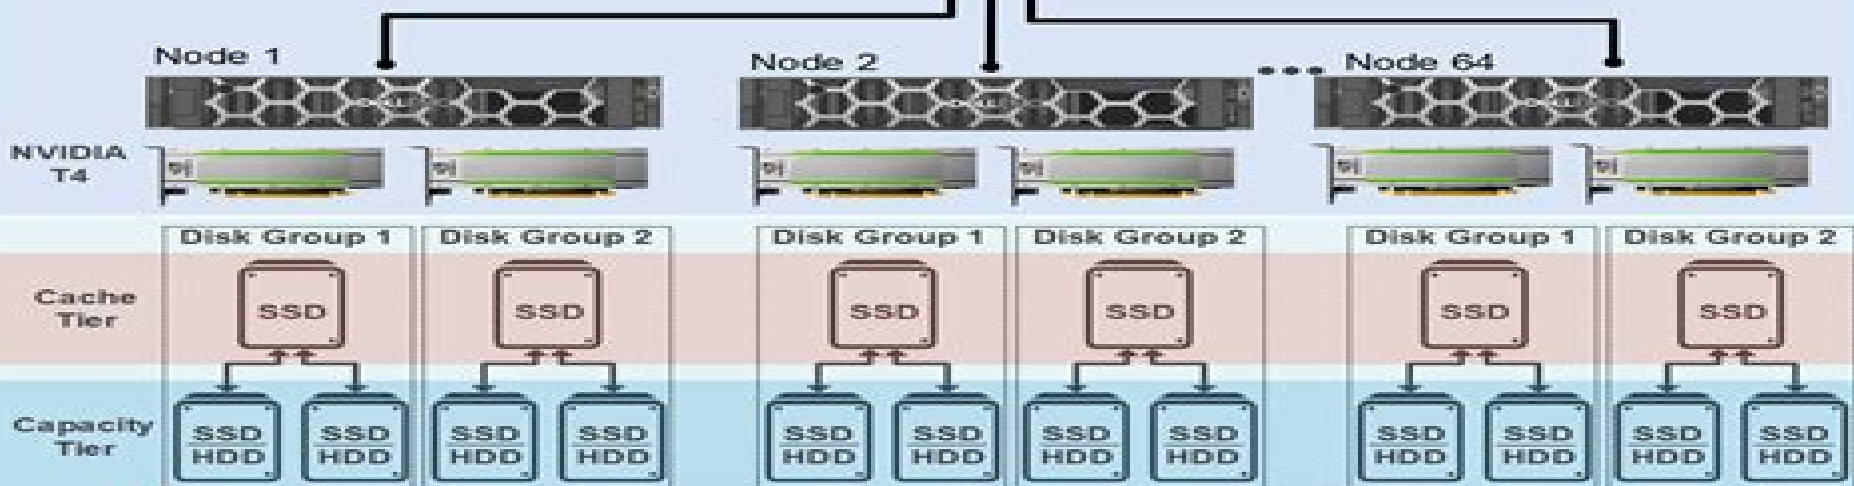 Node 1
Node 2
Node 64
NVIDIA
T4
Disk Group 1
Disk Group 2
Disk Group 1
Disk Group 2
Disk Group 1
Disk Group 2
Cache
Tier
SSD
SSD
SSD
SSD
SSD
SSD
Capacity
Tier
SSD
HDD
SSD
HDD
SSD
HDD
SSD
HDD
SSD
HDD
SSD
HDD
SSD
HDD
SSD
HDD
SSD
HDD
SSD
HDD
SSD
HDD
SSD
HDD